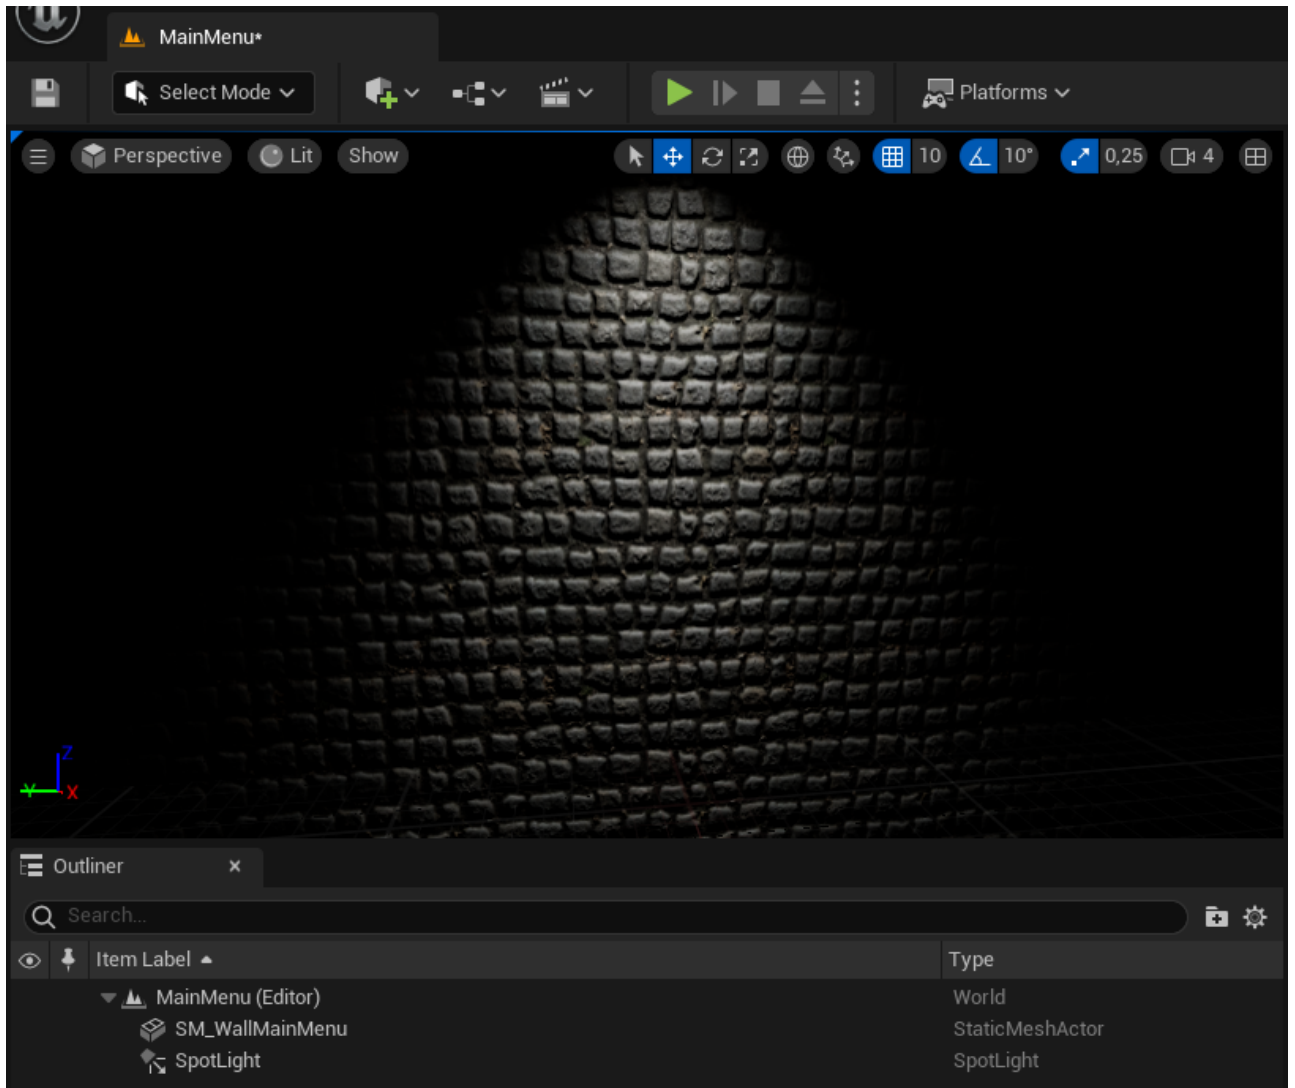 MainMenu*
Select Mode
Platforms
Perspective Lit Show 10 10° 0,25 4
Z
Y X
Outliner
Search...
Item Label Type
MainMenu (Editor) World
SM_WallMainMenu StaticMeshActor
SpotLight SpotLight